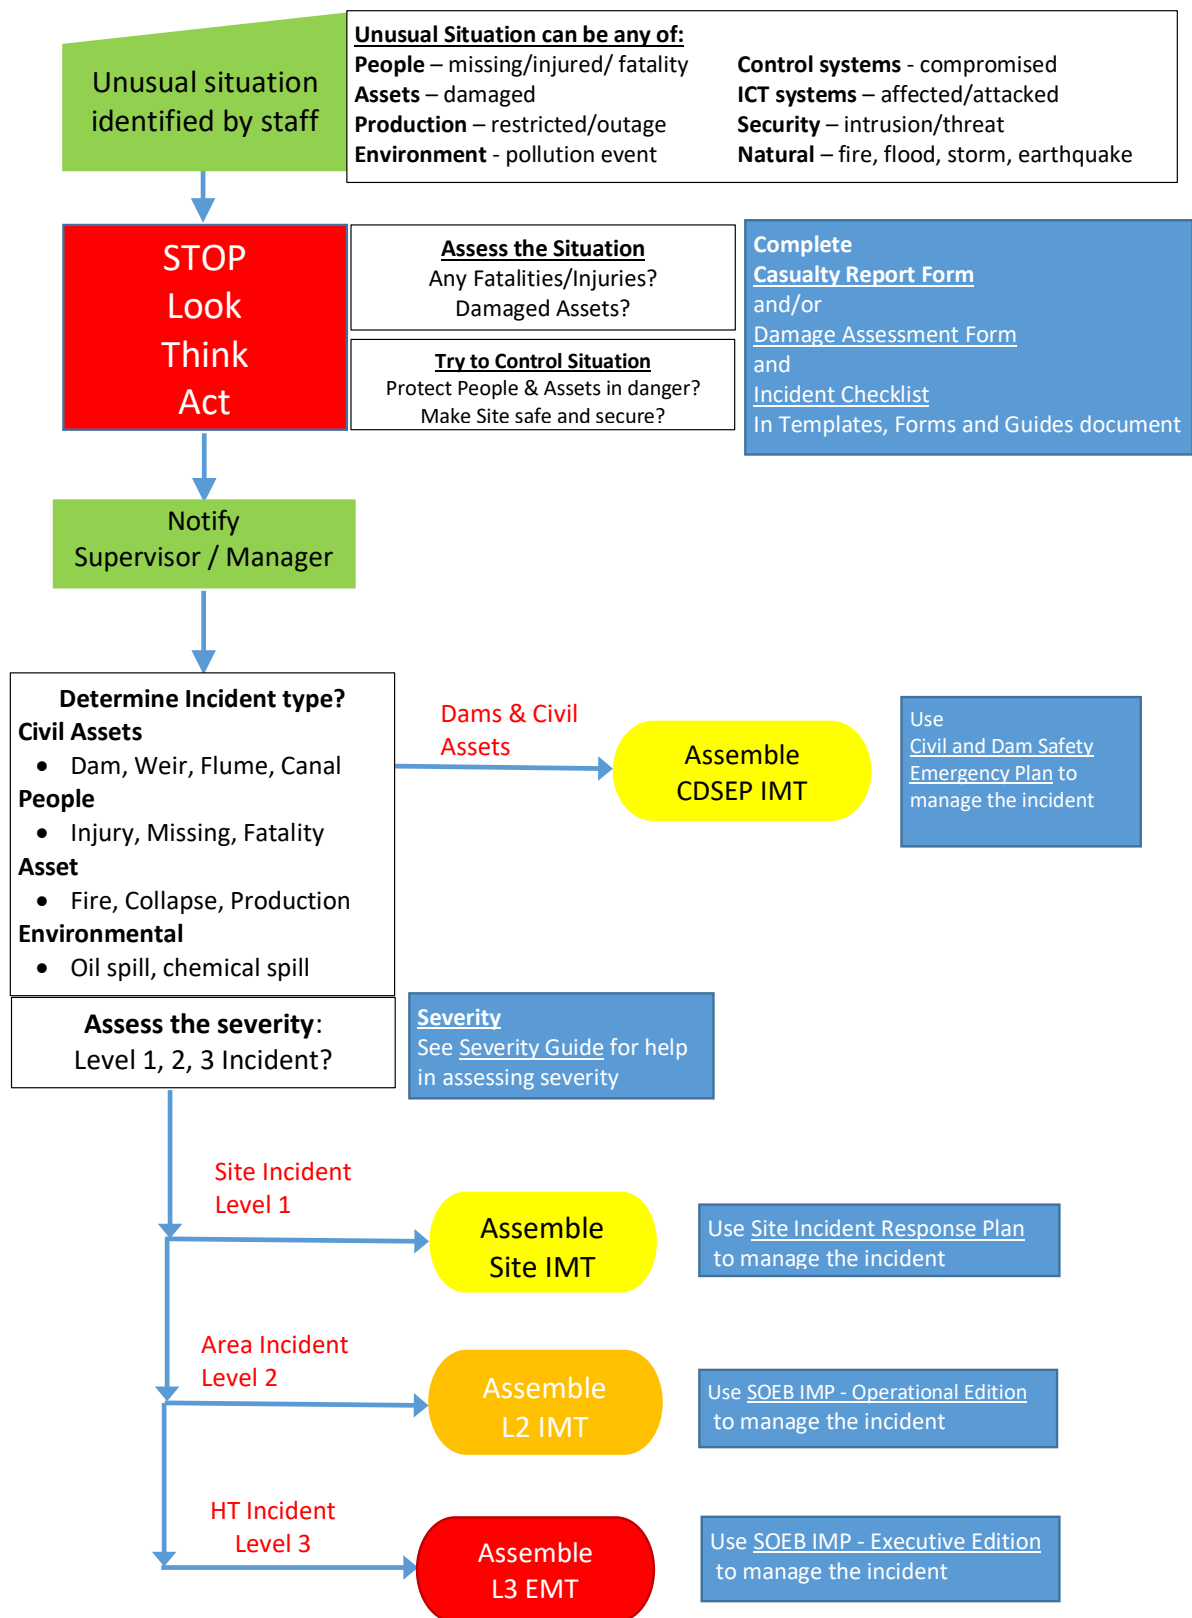 Unusual situation
identified by staff
Unusual Situation can be any of:
People – missing/injured/ fatality
Assets – damaged
Production – restricted/outage
Environment - pollution event
Control systems - compromised
ICT systems – affected/attacked
Security – intrusion/threat
Natural – fire, flood, storm, earthquake
STOP
Look
Think
Act
Assess the Situation
Any Fatalities/Injuries?
Damaged Assets?
Try to Control Situation
Protect People & Assets in danger?
Make Site safe and secure?
Complete
Casualty Report Form
and/or
Damage Assessment Form
and
Incident Checklist
In Templates, Forms and Guides document
Notify
Supervisor / Manager
Determine Incident type?
Civil Assets
• Dam, Weir, Flume, Canal
People
• Injury, Missing, Fatality
Asset
• Fire, Collapse, Production
Environmental
• Oil spill, chemical spill
Dams & Civil
Assets
Assemble
CDSEP IMT
Use
Civil and Dam Safety
Emergency Plan to
manage the incident
Assess the severity:
Level 1, 2, 3 Incident?
Severity
See Severity Guide for help
in assessing severity
Site Incident
Level 1
Assemble
Site IMT
Use Site Incident Response Plan
to manage the incident
Area Incident
Level 2
Assemble
L2 IMT
Use SOEB IMP - Operational Edition
to manage the incident
HT Incident
Level 3
Assemble
L3 EMT
Use SOEB IMP - Executive Edition
to manage the incident